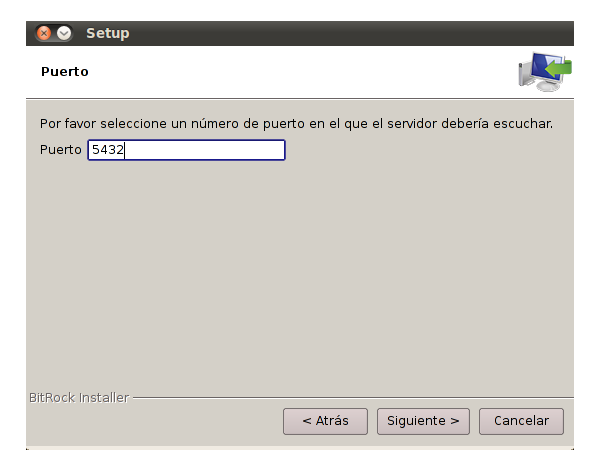 Setup
Puerto
Por favor seleccione un número de puerto en el que el servidor debería escuchar.
Puerto 5432
BitRock Installer
< Atrás Siguiente > Cancelar